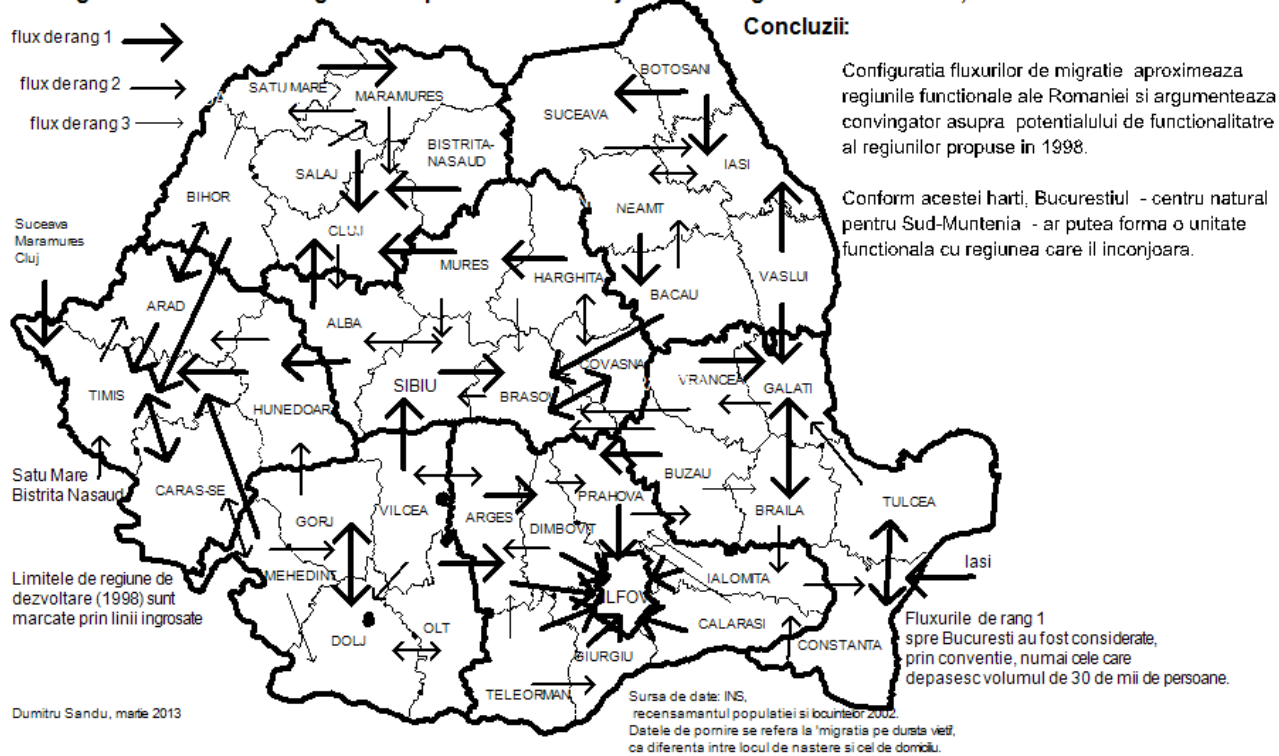 Concluzii:
flux de rang 1
flux de rang 2
flux de rang 3
Configuratia fluxurilor de migratie aproximeaza
regiunile functionale ale Romaniei si argumenteaza
convingator asupra potentialului de functionalitatre
al regiunilor propuse in 1998.
Conform acestei harti, Bucurestiul - centru natural
pentru Sud-Muntenia - ar putea forma o unitate
functionala cu regiunea care il inconjoara.
SATU MARE
MARAMURES
BOTOSANI
SUCEAVA
BISTRITA-
NASAUD
IASI
SALAJ
BIHOR
NEAMT
Suceava
Maramures
Cluj
CLUJ
MURES
HARGHITA
BACAU
VASLUI
ARAD
ALBA
COVASNA
VRANCEA
GALATI
TIMIS
HUNEDOAR
SIBIU
BRASOV
Satu Mare
Bistrita Nasaud
CARAS-SE
GORJ
VILCEA
ARGES
DIMBOVIT
PRAHOVA
BUZAU
BRAILA
TULCEA
Iasi
Limitele de regiune de
dezvoltare (1998) sunt
marcate prin linii ingrosate
MEHEDINT
ILFOV
IALOMITA
CALARASI
DOLJ
OLT
GIURGIU
CONSTANTA
TELEORMAN
Fluxurile de rang 1
spre Bucuresti au fost considerate,
prin conventie, numai cele care
depasesc volumul de 30 de mii de persoane.
Dumitru Sandu, martie 2013
Sursa de date: INS,
recensamantul populatiei si locuintelor 2002.
Datele de pornire se refera la 'migratia pe durata vietii',
ca diferenta intre locul de nastere si cel de domiciliu.